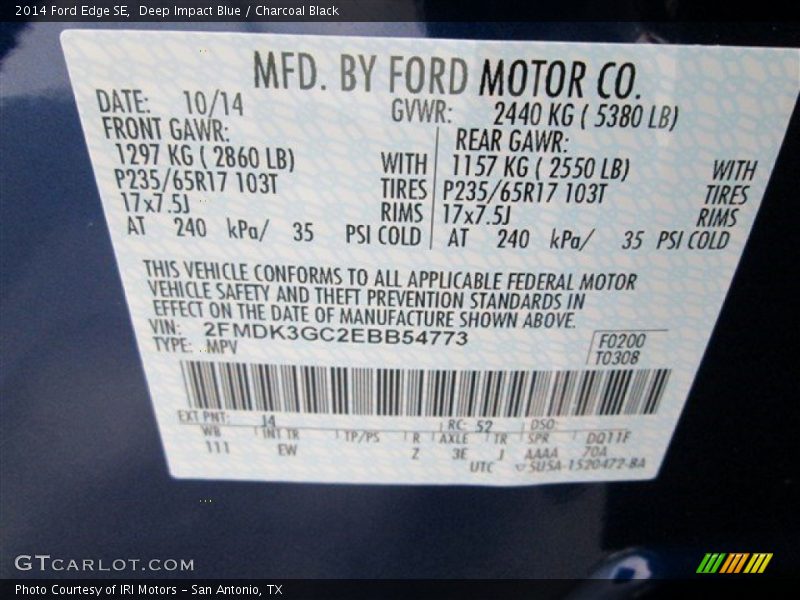 2014 Ford Edge SE,  Deep Impact Blue / Charcoal Black
MFD. BY FORD MOTOR CO.
DATE: 10/14 GVWR: 2440 KG ( 5380 LB)
FRONT GAWR: REAR GAWR:
1297 KG ( 2860 LB) WITH 1157 KG ( 2550 LB) WITH
P235/65R17 103T TIRES P235/65R17 103T TIRES
17x7.5J RIMS 17x7.5J RIMS
AT 240 kPa/ 35 PSI COLD AT 240 kPa/ 35 PSI COLD
THIS VEHICLE CONFORMS TO ALL APPLICABLE FEDERAL MOTOR
VEHICLE SAFETY AND THEFT PREVENTION STANDARDS IN
EFFECT ON THE DATE OF MANUFACTURE SHOWN ABOVE.
VIN: 2FMDK3GC2EBB54773 F0200
TYPE: MPV T0308
EXT PNT: J4 RC: 52 DSO:
WB INT TR TP/PS R AXLE TR SPR DQ11F
111 EW Z 3E J AAAA 70A
UTC 5U5A-1520472-BA
GTCARLOT.COM
Photo Courtesy of IRI Motors - San Antonio, TX